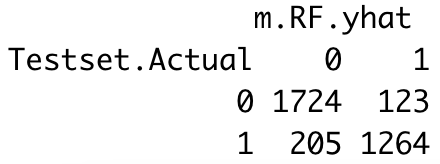 m.RF.yhat
Testset.Actual 0 1
0 1724 123
1 205 1264